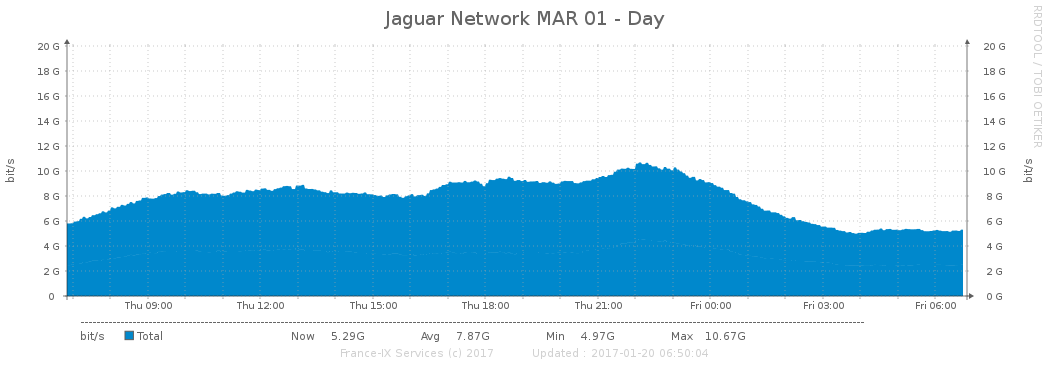 Jaguar Network MAR 01 - Day
RRDTOOL / TOBI OETIKER
bit/s
20 G 20 G
18 G 18 G
16 G 16 G
14 G 14 G
12 G 12 G
10 G 10 G
8 G 8 G
6 G 6 G
4 G 4 G
2 G 2 G
0 0 G
bit/s
Thu 09:00 Thu 12:00 Thu 15:00 Thu 18:00 Thu 21:00 Fri 00:00 Fri 03:00 Fri 06:00
bit/s Total Now 5.29G Avg 7.87G Min 4.97G Max 10.67G
France-IX Services (c) 2017 Updated : 2017-01-20 06:50:04